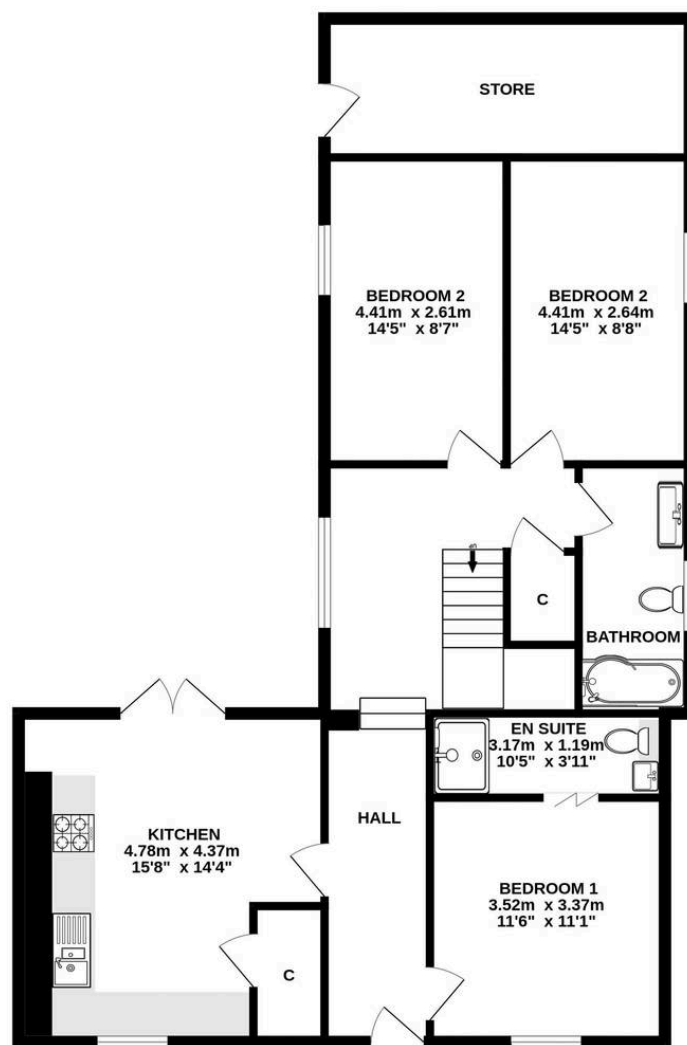 STORE
BEDROOM 2
4.41m x 2.61m
14'5" x 8'7"
BEDROOM 2
4.41m x 2.64m
14'5" x 8'8"
C
BATHROOM
EN SUITE
3.17m x 1.19m
10'5" x 3'11"
HALL
KITCHEN
4.78m x 4.37m
15'8" x 14'4"
BEDROOM 1
3.52m x 3.37m
11'6" x 11'1"
C